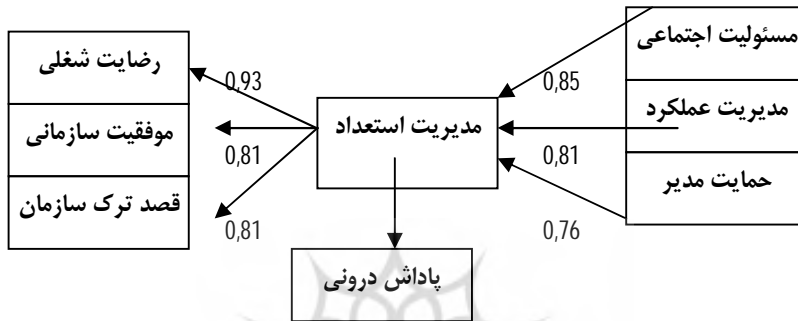 مسئولیت اجتماعی
مدیریت عملکرد
حمایت مدیر
0,85
0,81
0,76
مدیریت استعداد
پاداش درونی
0,93
0,81
0,81
رضایت شغلی
موفقیت سازمانی
قصد ترک سازمان